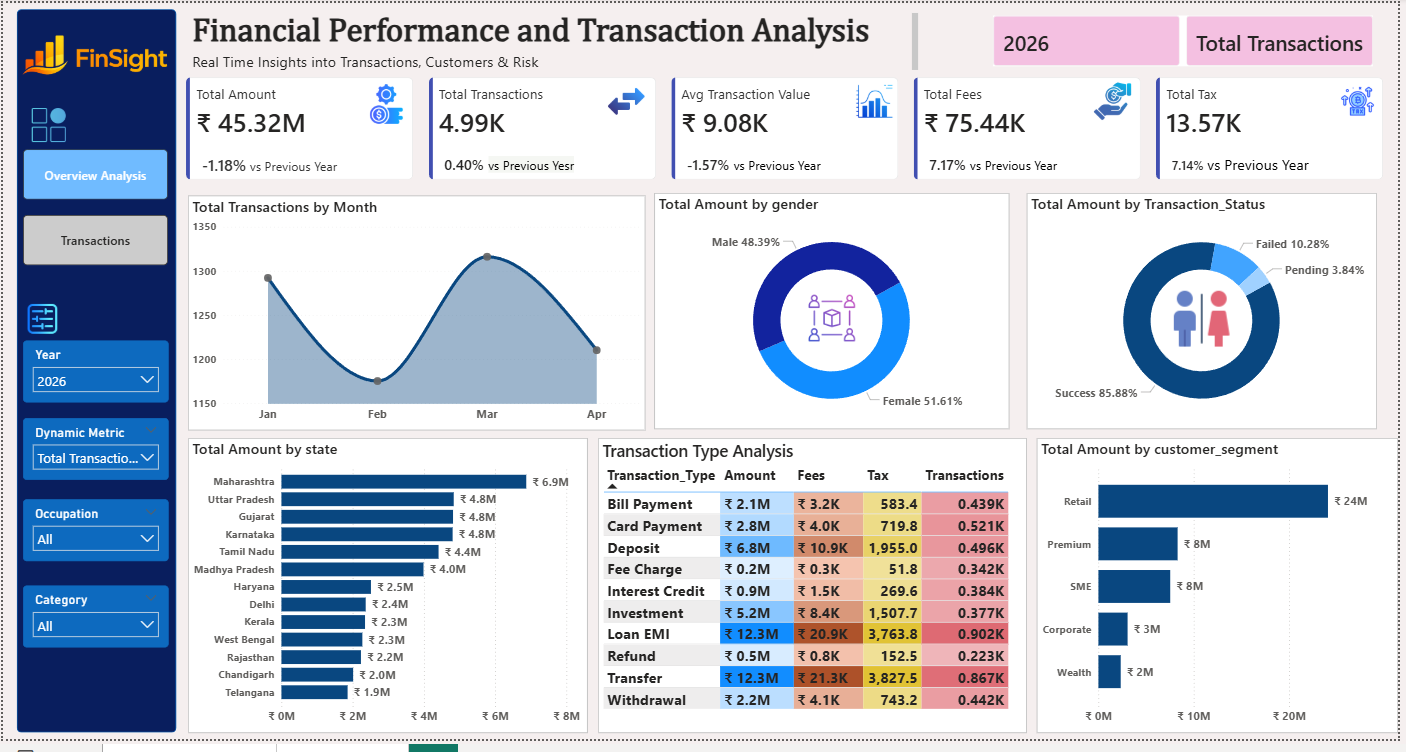 FinSight
Financial Performance and Transaction Analysis
Real Time Insights into Transactions, Customers & Risk
2026
Total Transactions
Total Amount
₹ 45.32M
-1.18% vs Previous Year
Total Transactions
4.99K
0.40% vs Previous Yesr
Avg Transaction Value
₹ 9.08K
-1.57% vs Previous Year
Total Fees
₹ 75.44K
7.17% vs Previous Year
Total Tax
13.57K
7.14% vs Previous Year
Overview Analysis
Transactions
Year
2026
Dynamic Metric
Total Transactio...
Occupation
All
Category
All
Total Transactions by Month
1350
1300
1250
1200
1150
Jan Feb Mar Apr
Total Amount by gender
Male 48.39%
Female 51.61%
Total Amount by Transaction_Status
Failed 10.28%
Pending 3.84%
Success 85.88%
Total Amount by state
Maharashtra ₹ 6.9M
Uttar Pradesh ₹ 4.8M
Gujarat ₹ 4.8M
Karnataka ₹ 4.8M
Tamil Nadu ₹ 4.4M
Madhya Pradesh ₹ 4.0M
Haryana ₹ 2.5M
Delhi ₹ 2.4M
Kerala ₹ 2.3M
West Bengal ₹ 2.3M
Rajasthan ₹ 2.2M
Chandigarh ₹ 2.0M
Telangana ₹ 1.9M
₹ 0M ₹ 2M ₹ 4M ₹ 6M ₹ 8M
Transaction Type Analysis
Transaction_Type Amount Fees Tax Transactions
Bill Payment ₹ 2.1M ₹ 3.2K 583.4 0.439K
Card Payment ₹ 2.8M ₹ 4.0K 719.8 0.521K
Deposit ₹ 6.8M ₹ 10.9K 1,955.0 0.496K
Fee Charge ₹ 0.2M ₹ 0.3K 51.8 0.342K
Interest Credit ₹ 0.9M ₹ 1.5K 269.6 0.384K
Investment ₹ 5.2M ₹ 8.4K 1,507.7 0.377K
Loan EMI ₹ 12.3M ₹ 20.9K 3,763.8 0.902K
Refund ₹ 0.5M ₹ 0.8K 152.5 0.223K
Transfer ₹ 12.3M ₹ 21.3K 3,827.5 0.867K
Withdrawal ₹ 2.2M ₹ 4.1K 743.2 0.442K
Total Amount by customer_segment
Retail ₹ 24M
Premium ₹ 8M
SME ₹ 8M
Corporate ₹ 3M
Wealth ₹ 2M
₹ 0M ₹ 10M ₹ 20M